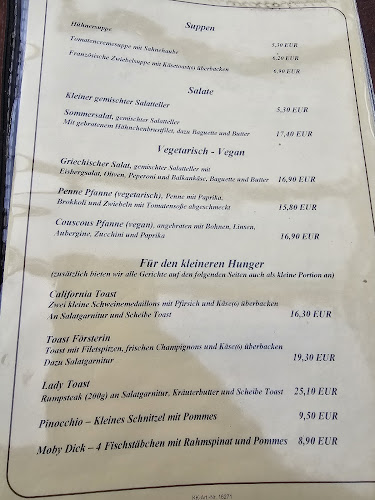 Suppen
Hühnersuppe 5,30 EUR
Tomatencremesuppe mit Sahnehaube 6,20 EUR
Französische Zwiebelsuppe mit Käsetoast(6) überbacken 6,90 EUR
Salate
Kleiner gemischter Salatteller 5,30 EUR
Sommersalat, gemischter Salatteller
Mit gebratenem Hähnchenbrustfilet, dazu Baguette und Butter 17,40 EUR
Vegetarisch - Vegan
Griechischer Salat, gemischter Salatteller mit
Eisbergsalat, Oliven, Peperoni und Balkankäse, Baguette und Butter 16,90 EUR
Penne Pfanne (vegetarisch), Penne mit Paprika,
Brokkoli und Zwiebeln mit Tomatensoße abgeschmeckt 15,80 EUR
Couscous Pfanne (vegan), angebraten mit Bohnen, Linsen,
Aubergine, Zucchini und Paprika 16,90 EUR
Für den kleineren Hunger
(zusätzlich bieten wir alle Gerichte auf den folgenden Seiten auch als kleine Portion an)
California Toast
Zwei kleine Schweinemedaillons mit Pfirsich und Käse(6) überbacken
An Salatgarnitur und Scheibe Toast 16,30 EUR
Toast Försterin
Toast mit Filetspitzen, frischen Champignons und Käse(6) überbacken
Dazu Salatgarnitur 19,30 EUR
Lady Toast
Rumpsteak (200g) an Salatgarnitur, Kräuterbutter und Scheibe Toast 25,10 EUR
Pinocchio – Kleines Schnitzel mit Pommes 9,50 EUR
Moby Dick – 4 Fischstäbchen mit Rahmspinat und Pommes 8,90 EUR